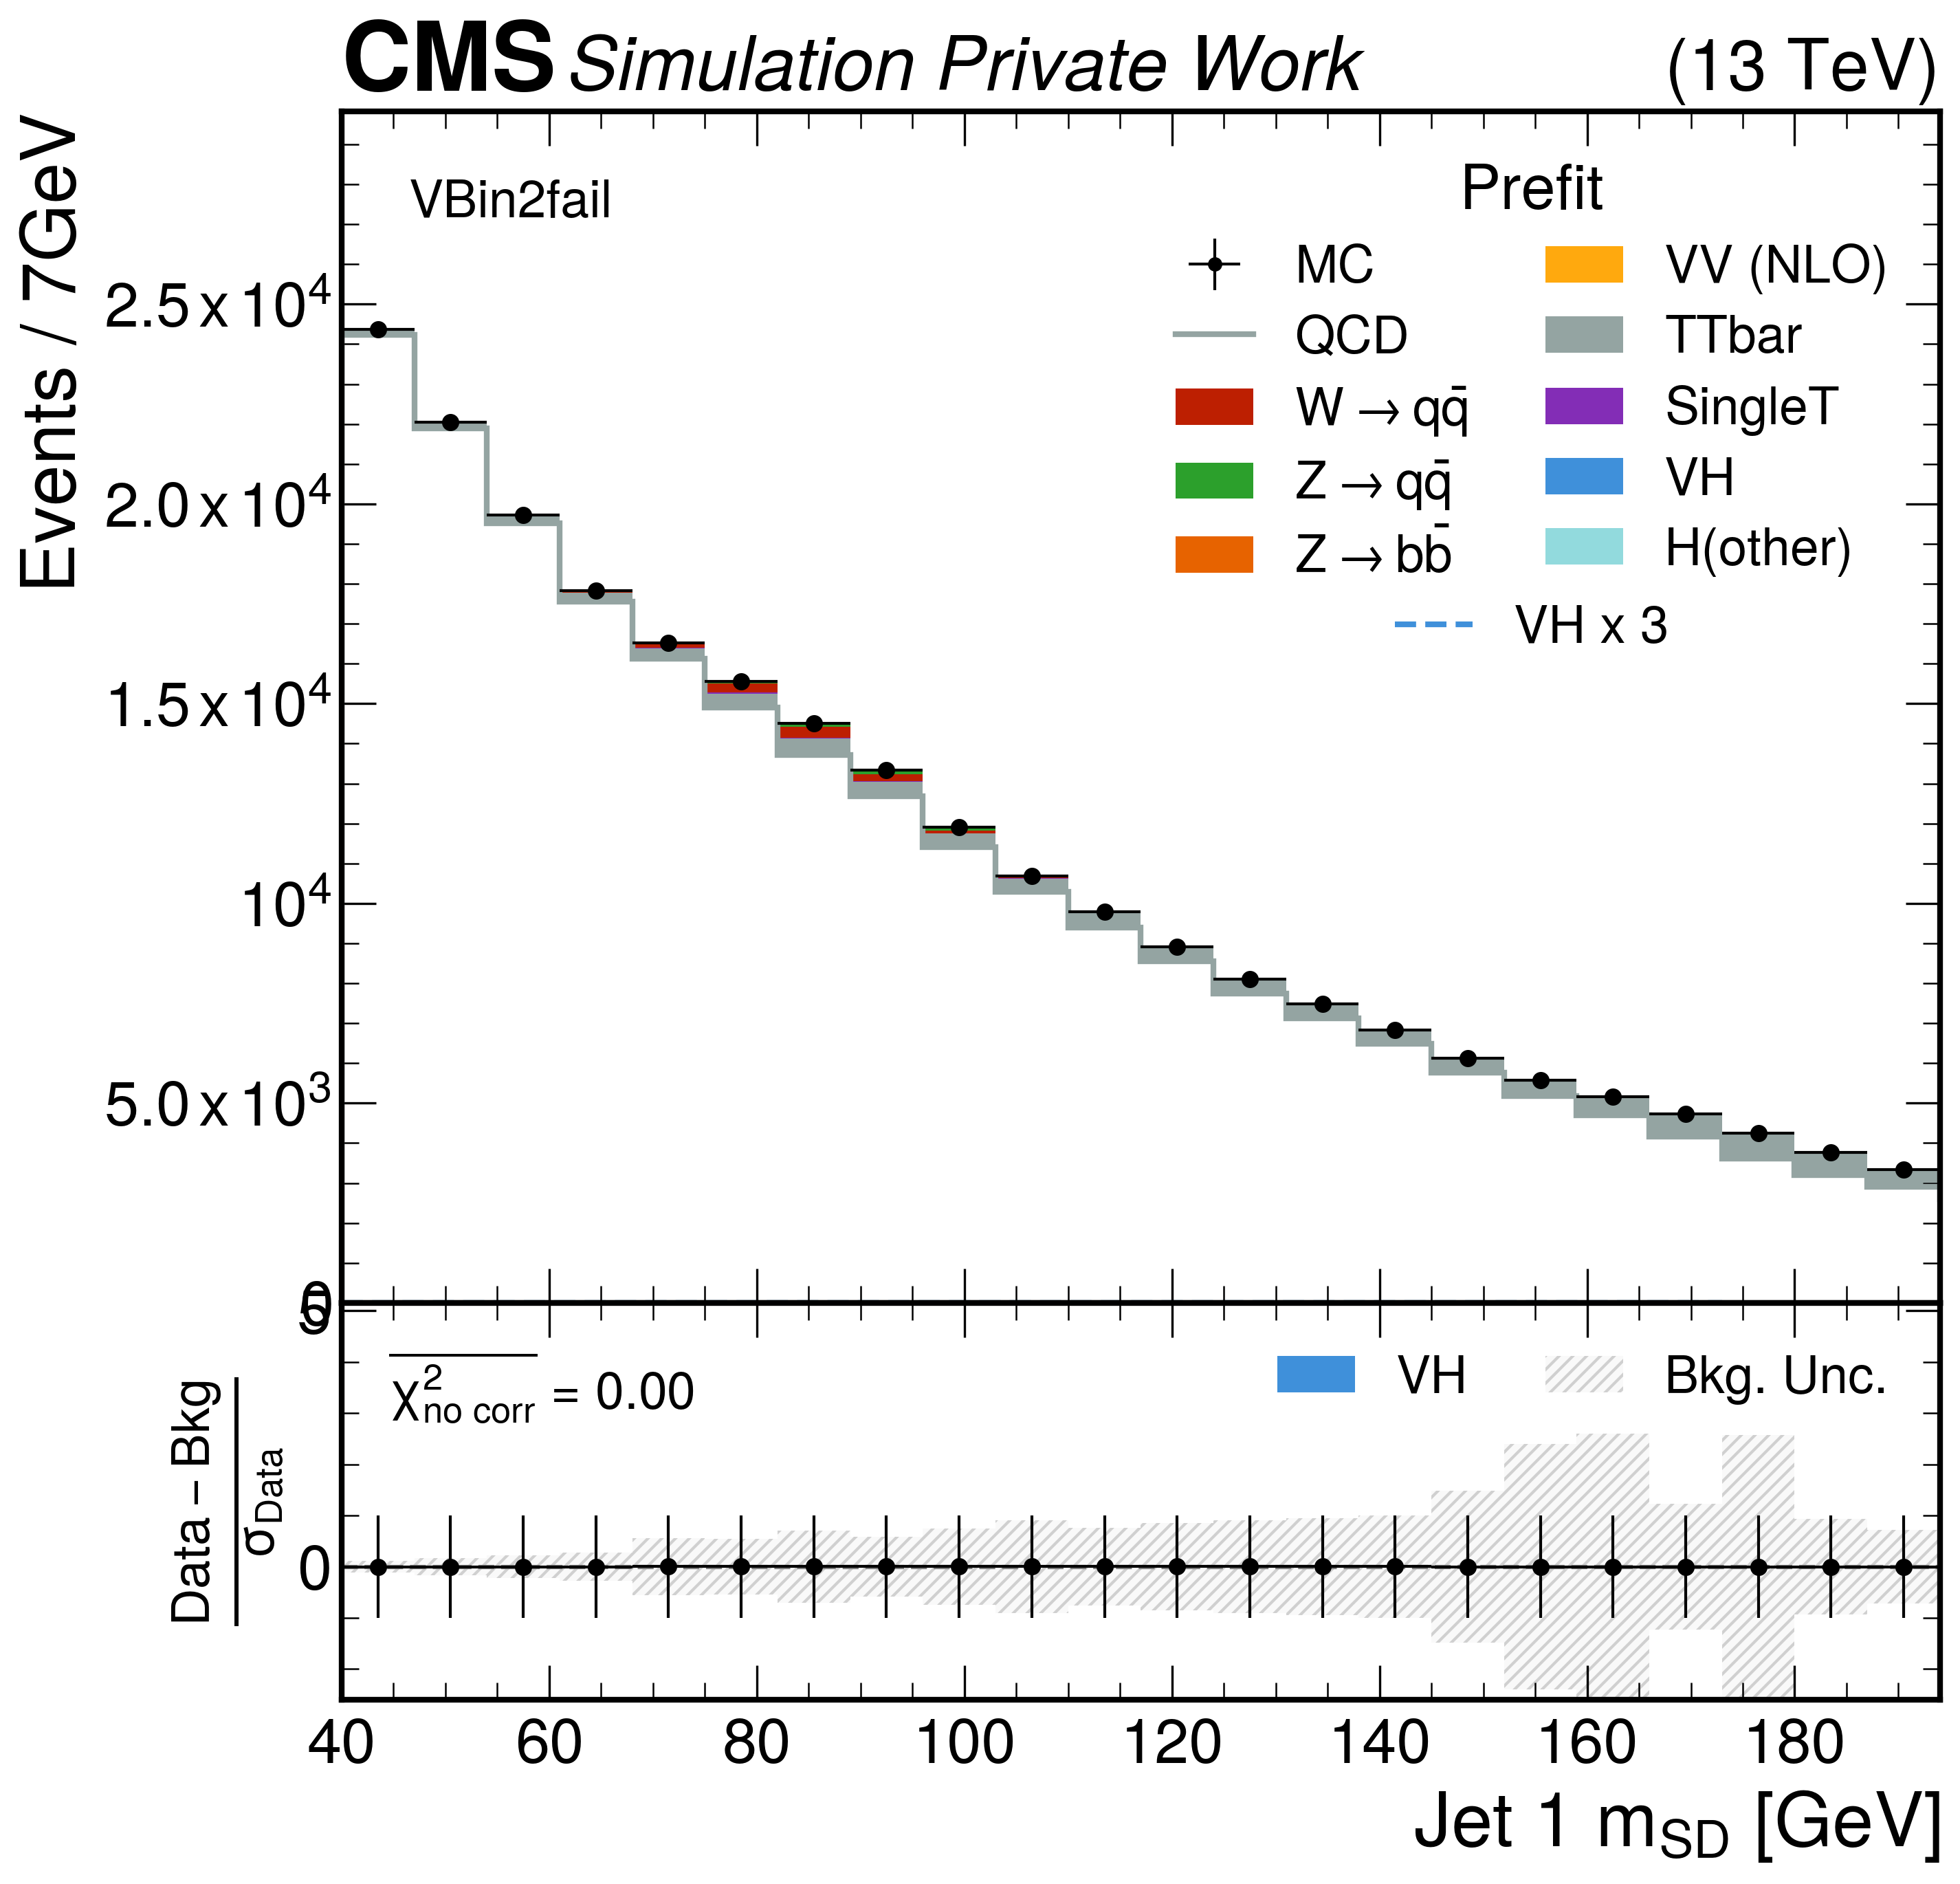 CMS Simulation Private Work (13 TeV)
Events / 7GeV
VBin2fail
Prefit
MC
QCD
W → qq̄
Z → qq̄
Z → bb̄
VV (NLO)
TTbar
SingleT
VH
H(other)
VH x 3
2.5 x 10⁴
2.0 x 10⁴
1.5 x 10⁴
10⁴
5.0 x 10³
0
5
0
Data – Bkg
σ_Data
χ²_no corr = 0.00
VH
Bkg. Unc.
40 60 80 100 120 140 160 180
Jet 1 m_SD [GeV]